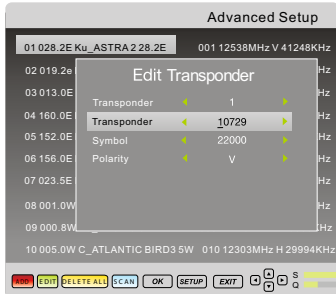 Advanced Setup
01 028.2E Ku_ASTRA 2 28.2E 001 12538MHz V 41248KHz
02 019.2e Hz
Edit Transponder
03 013.0E Hz
Transponder 1
04 160.0E Hz
Transponder 10729
05 152.0E Hz
Symbol 22000
06 156.0E Hz
Polarity V
07 023.5E Hz
08 001.0W Hz
09 000.8W Hz
10 005.0W C_ATLANTIC BIRD3 5W 010 12303MHz H 29994KHz
ADD EDIT DELETE ALL SCAN OK SETUP EXIT S
Q